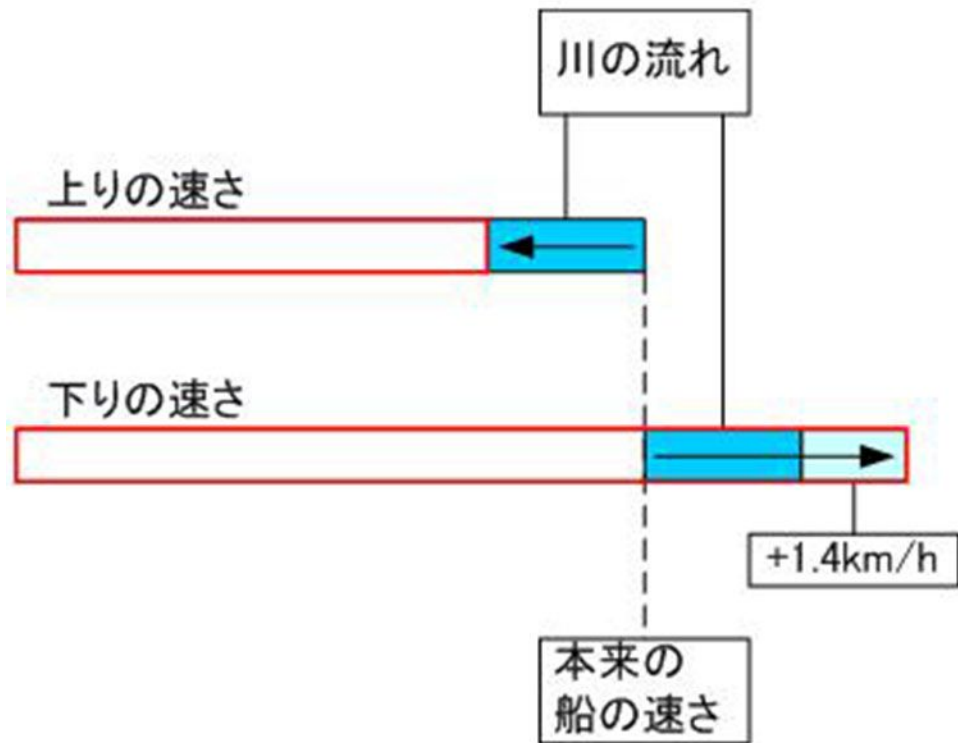 川の流れ
上りの速さ
下りの速さ
+1.4km/h
本来の
船の速さ